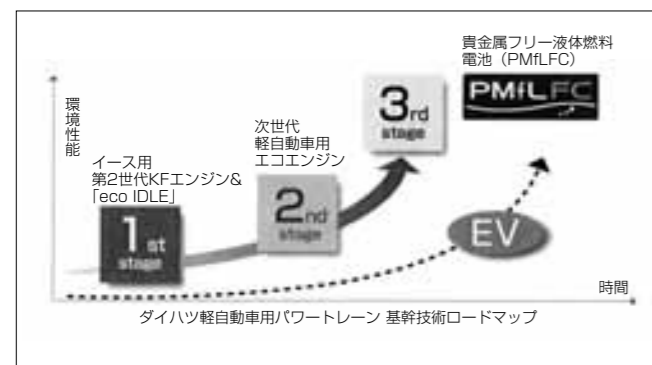 貴金属フリー液体燃料
電池（PMfLFC）
PMfLFC
環境性能
3rd
stage
次世代
軽自動車用
エコエンジン
イース用
第2世代KFエンジン&
「eco IDLE」
2nd
stage
1st
stage
EV
時間
ダイハツ軽自動車用パワートレーン 基幹技術ロードマップ